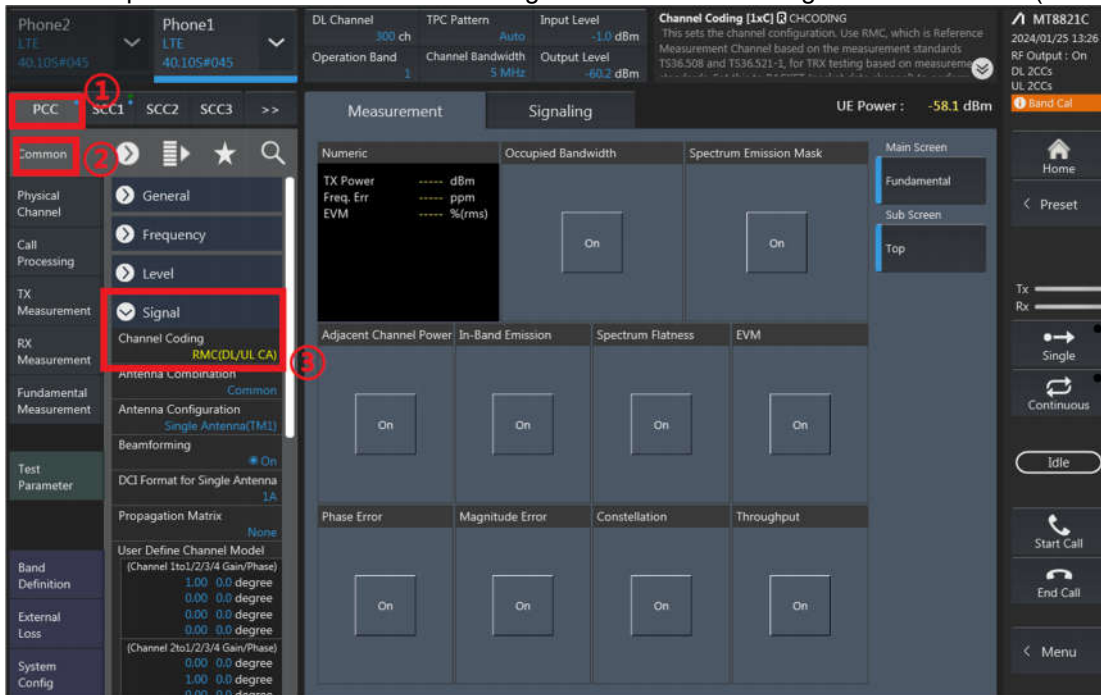 Phone2
LTE
40.10S#045
Phone1
LTE
40.10S#045
DL Channel
300 ch
TPC Pattern
Auto
Input Level
-1.0 dBm
Operation Band
1
Channel Bandwidth
5 MHz
Output Level
-60.2 dBm
Channel Coding [1xC] R CHCODING
This sets the channel configuration. Use RMC, which is Reference
Measurement Channel based on the measurement standards
TS36.508 and TS36.521-1, for TRX testing based on measureme
MT8821C
2024/01/25 13:26
RF Output : On
DL 2CCs
UL 2CCs
Band Cal
①
PCC
SCC1
SCC2
SCC3
>>
Measurement
Signaling
UE Power : -58.1 dBm
②
Common
Physical
Channel
Call
Processing
TX
Measurement
RX
Measurement
Fundamental
Measurement
Test
Parameter
Band
Definition
External
Loss
System
Config
General
Frequency
Level
Signal
Channel Coding
RMC(DL/UL CA)
③
Antenna Combination
Common
Antenna Configuration
Single Antenna(TM1)
Beamforming
On
DCI Format for Single Antenna
1A
Propagation Matrix
None
User Define Channel Model
(Channel 1to1/2/3/4 Gain/Phase)
1.00 0.0 degree
0.00 0.0 degree
0.00 0.0 degree
0.00 0.0 degree
(Channel 2to1/2/3/4 Gain/Phase)
0.00 0.0 degree
1.00 0.0 degree
0.00 0.0 degree
Numeric
TX Power ----- dBm
Freq. Err ----- ppm
EVM ----- %(rms)
Occupied Bandwidth
On
Spectrum Emission Mask
On
Adjacent Channel Power
On
In-Band Emission
On
Spectrum Flatness
On
EVM
On
Phase Error
On
Magnitude Error
On
Constellation
On
Throughput
On
Main Screen
Fundamental
Sub Screen
Top
Home
< Preset
Tx
Rx
Single
Continuous
Idle
Start Call
End Call
< Menu